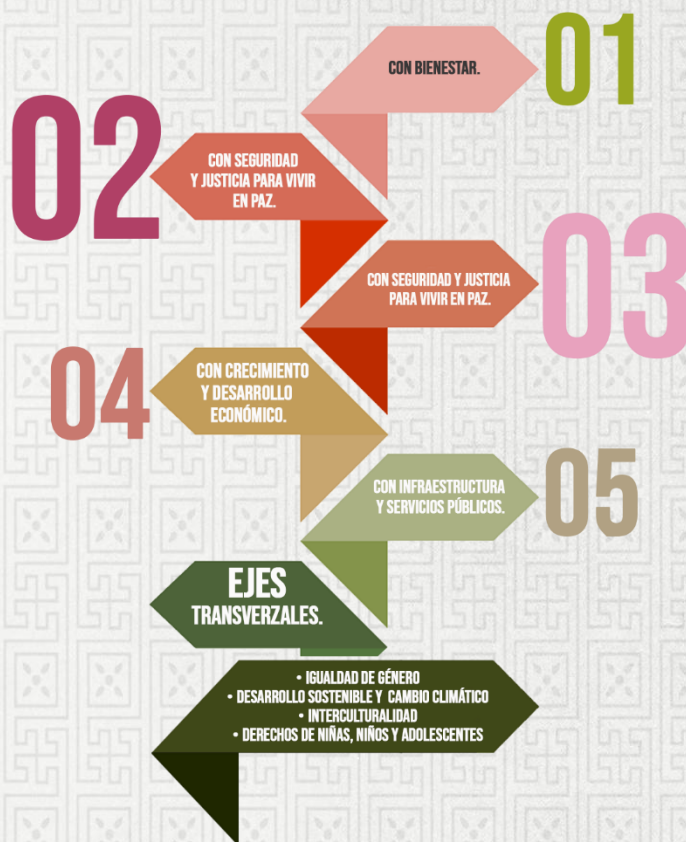 01
CON BIENESTAR.
02
CON SEGURIDAD
Y JUSTICIA PARA VIVIR
EN PAZ.
03
CON SEGURIDAD Y JUSTICIA
PARA VIVIR EN PAZ.
04
CON CRECIMIENTO
Y DESARROLLO
ECONÓMICO.
05
CON INFRAESTRUCTURA
Y SERVICIOS PÚBLICOS.
EJES
TRANSVERZALES.
• IGUALDAD DE GÉNERO
• DESARROLLO SOSTENIBLE Y CAMBIO CLIMÁTICO
• INTERCULTURALIDAD
• DERECHOS DE NIÑAS, NIÑOS Y ADOLESCENTES